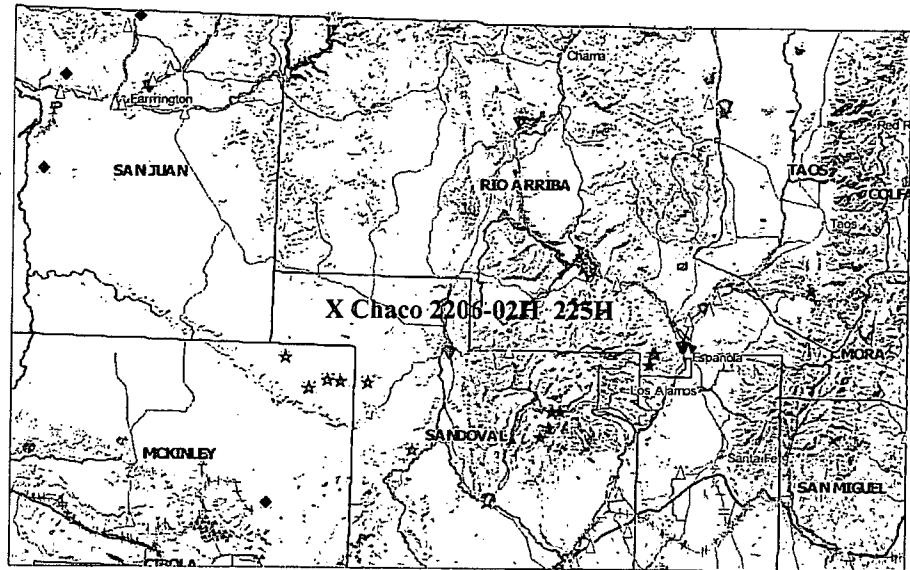 Chama
Farmington
Red R
SAN JUAN
RIO ARRIBA
TAOS
COLFA
Taos
X Chaco 2206-02H 225H
Española
MORA
Los Alamos
SANDOVAL
MCKINLEY
Santa Fe
SAN MIGUEL
CIBOLA